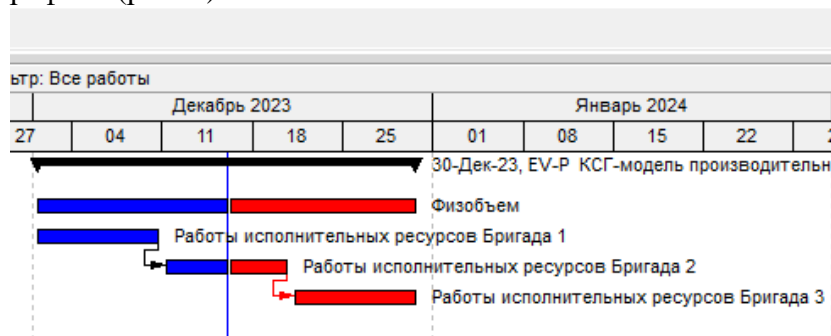 ьтр: Все работы
Декабрь 2023 Январь 2024
27 04 11 18 25 01 08 15 22
30-Дек-23, EV-P КСГ-модель производительн
Физобъем
Работы исполнительных ресурсов Бригада 1
Работы исполнительных ресурсов Бригада 2
Работы исполнительных ресурсов Бригада 3